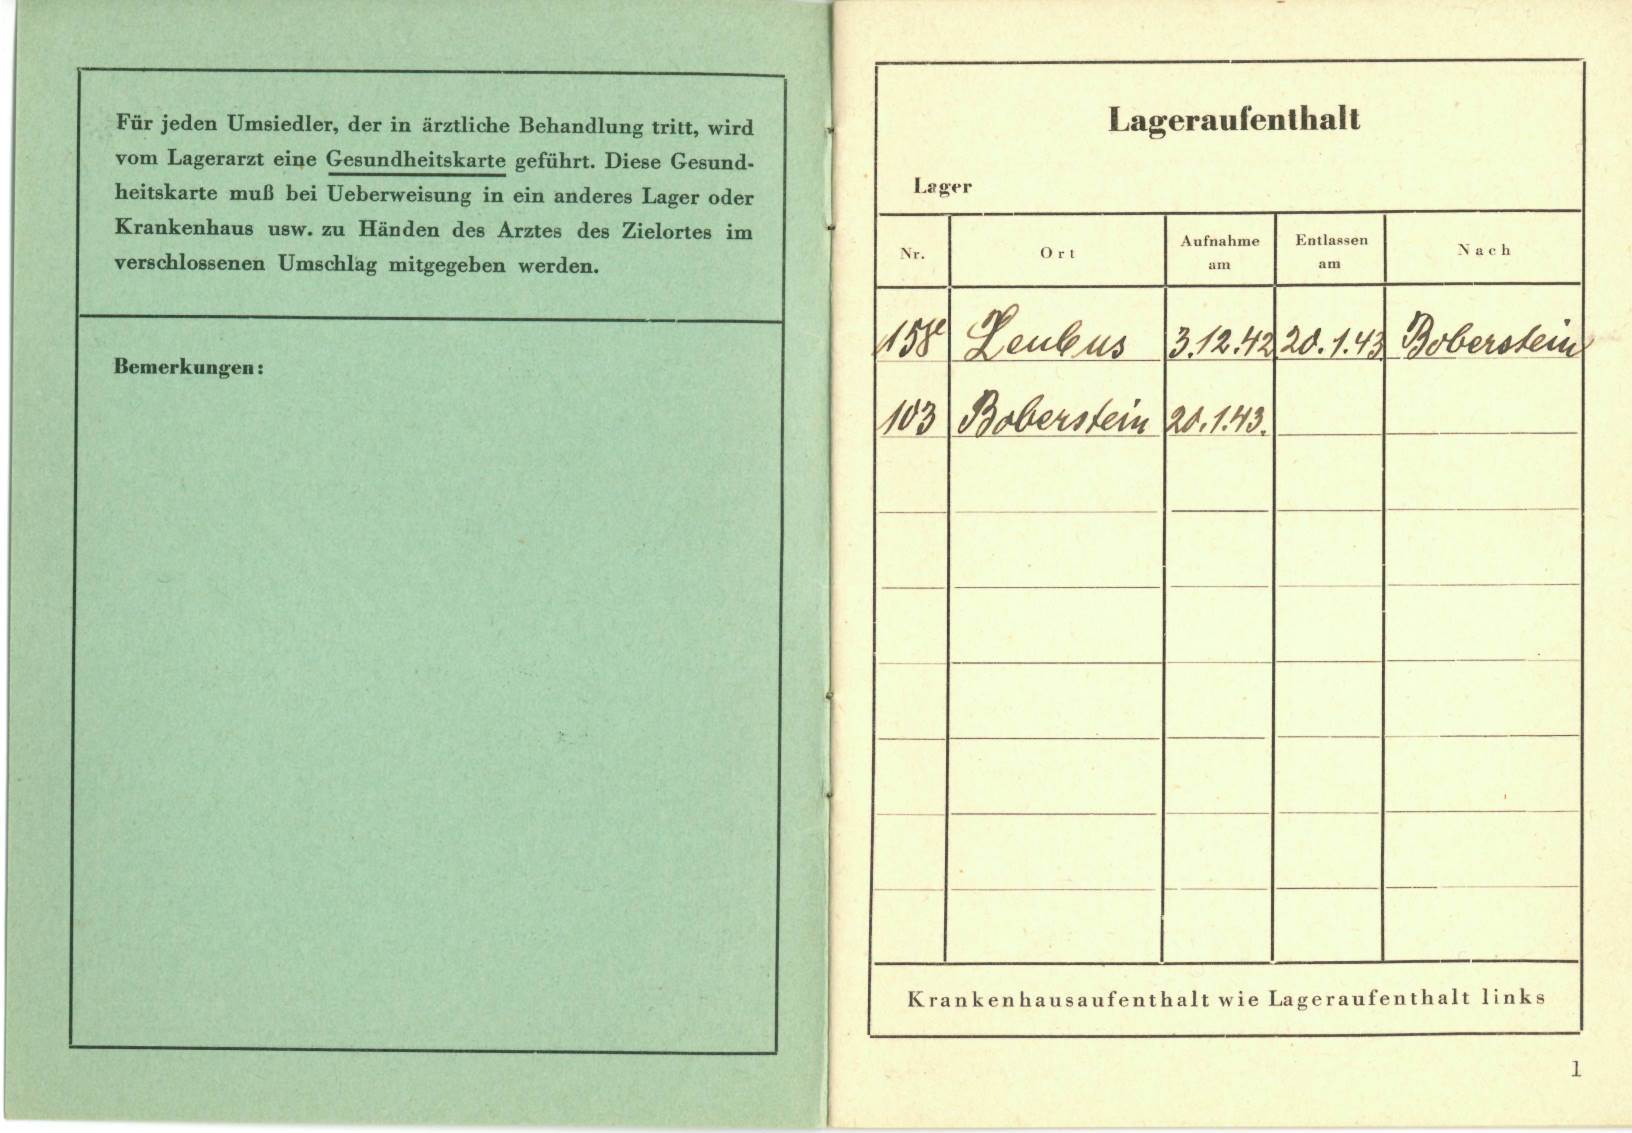 Für jeden Umsiedler, der in ärztliche Behandlung tritt, wird
vom Lagerarzt eine Gesundheitskarte geführt. Diese Gesund-
heitskarte muß bei Ueberweisung in ein anderes Lager oder
Krankenhaus usw. zu Händen des Arztes des Zielortes im
verschlossenen Umschlag mitgegeben werden.
Bemerkungen:
Lageraufenthalt
Lager
Nr. Ort Aufnahme am Entlassen am Nach
158e Leubus 3.12.42 20.1.43 Boberstein
103 Boberstein 20.1.43.
Krankenhausaufenthalt wie Lageraufenthalt links
1